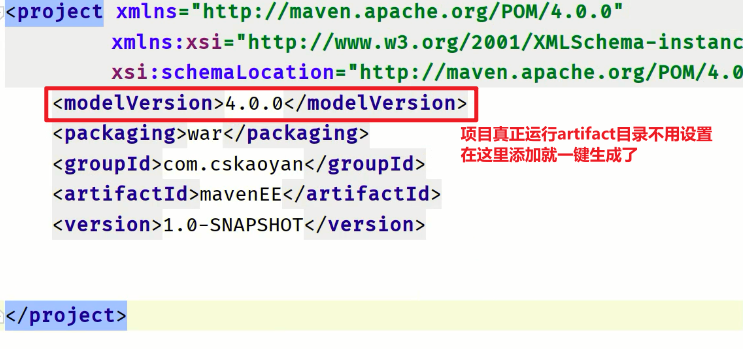 <project xmlns="http://maven.apache.org/POM/4.0.0"
xmlns:xsi="http://www.w3.org/2001/XMLSchema-instanc
xsi:schemaLocation="http://maven.apache.org/POM/4.0
<modelVersion>4.0.0</modelVersion>
<packaging>war</packaging>
项目真正运行artifact目录不用设置
<groupId>com.cskaoyan</groupId>
在这里添加就一键生成了
<artifactId>mavenEE</artifactId>
<version>1.0-SNAPSHOT</version>
</project>